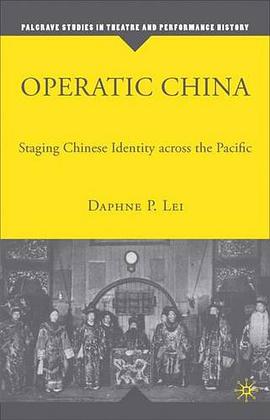 PALGRAVE STUDIES IN THEATRE AND PERFORMANCE HISTORY
OPERATIC CHINA
Staging Chinese Identity across the Pacific
DAPHNE P. LEI